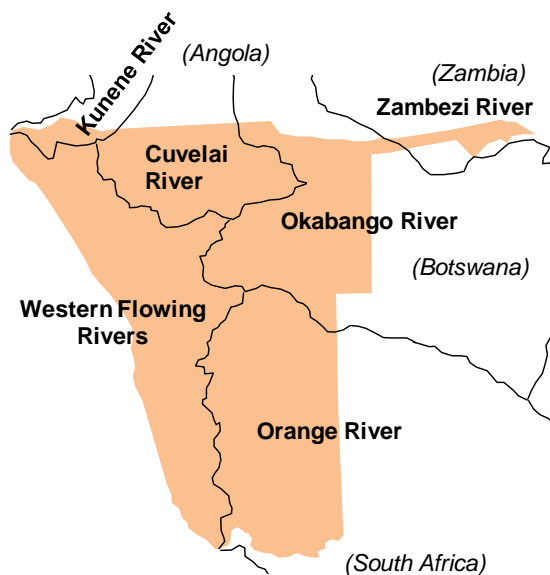 (Angola)
Kunene River
(Zambia)
Zambezi River
Cuvelai
River
Okabango River
(Botswana)
Western Flowing
Rivers
Orange River
(South Africa)